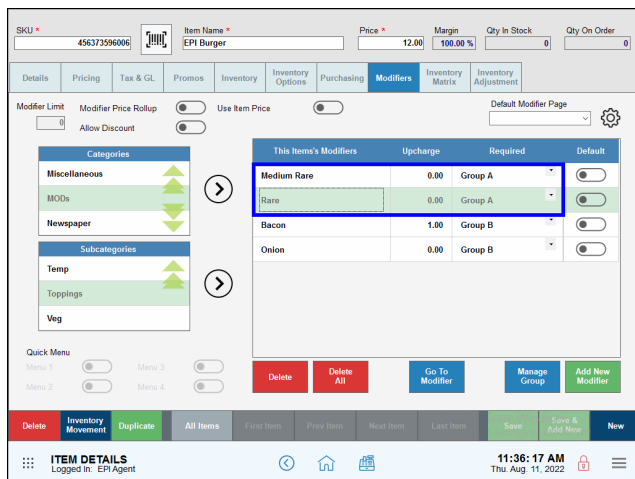 SKU * Item Name * Price * Margin Qty In Stock Qty On Order
456373596006 EPI Burger 12.00 100.00 % 0 0
Details Pricing Tax & GL Promos Inventory Inventory Options Purchasing Modifiers Inventory Matrix Inventory Adjustment
Modifier Limit Modifier Price Rollup Use Item Price Default Modifier Page
0 Allow Discount
Categories
Miscellaneous
MODs
Newspaper
Subcategories
Temp
Toppings
Veg
This Items's Modifiers Upcharge Required Default
Medium Rare 0.00 Group A
Rare 0.00 Group A
Bacon 1.00 Group B
Onion 0.00 Group B
Quick Menu
Menu 1 Menu 3
Menu 2 Menu 4
Delete Delete All Go To Modifier Manage Group Add New Modifier
Delete Inventory Movement Duplicate All Items First Item Prev Item Next Item Last Item Save Save & Add New New
ITEM DETAILS
Logged In: EPI Agent
11:36:17 AM
Thu. Aug. 11, 2022